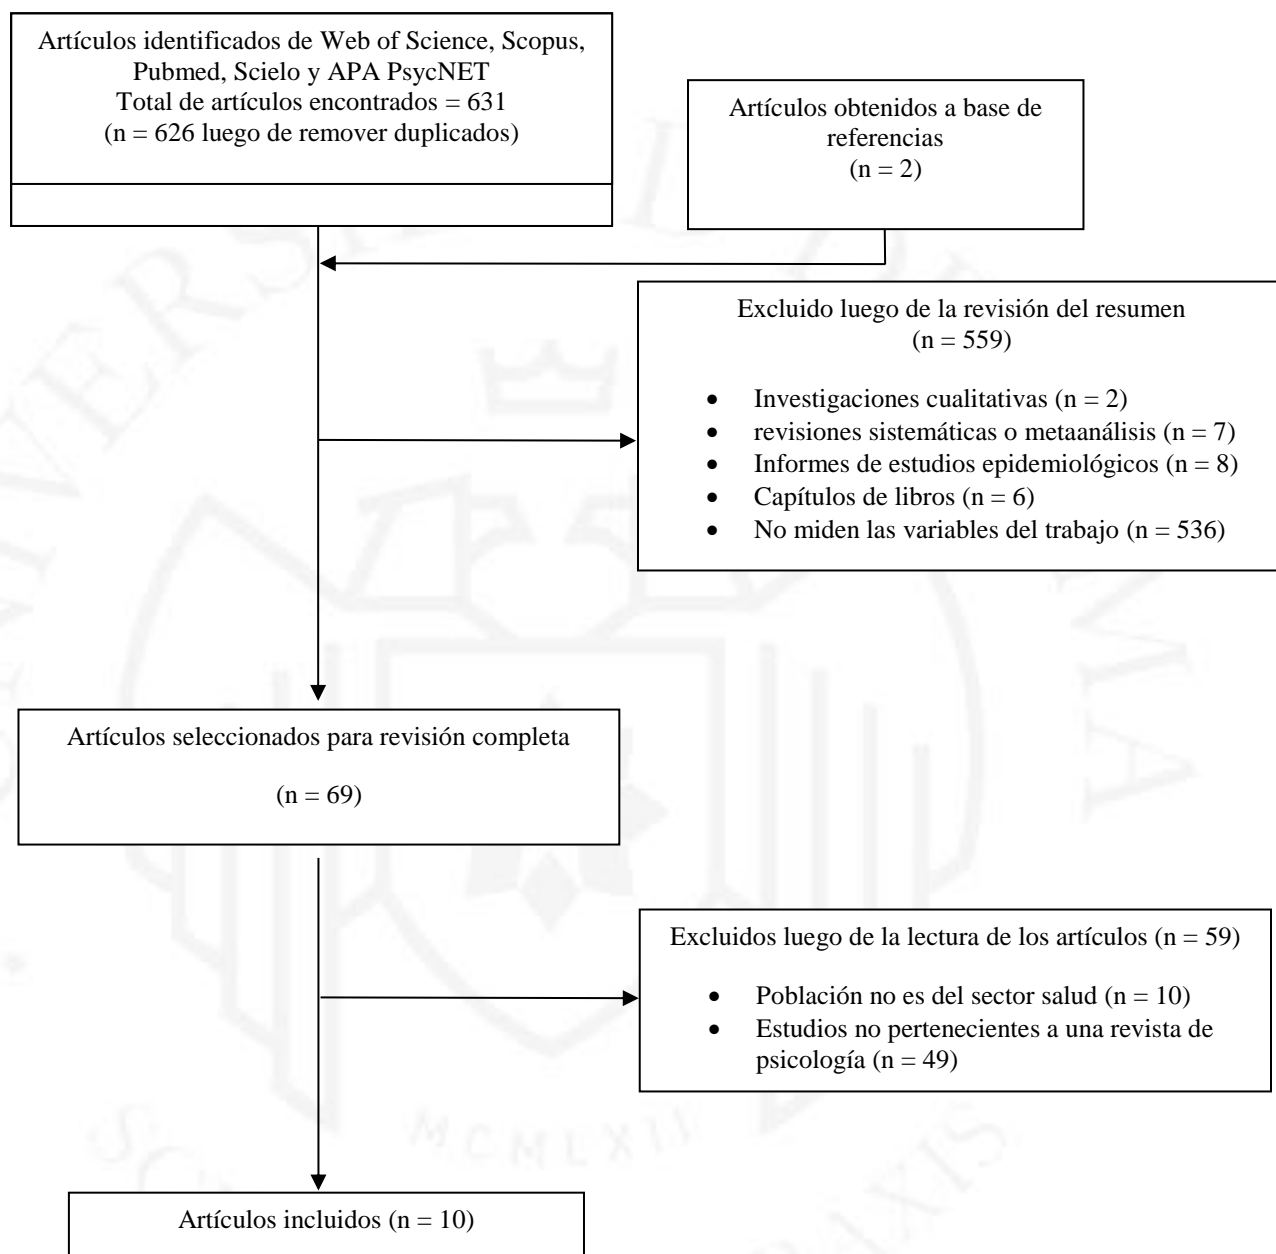 Artículos identificados de Web of Science, Scopus,
Pubmed, Scielo y APA PsycNET
Total de artículos encontrados = 631
(n = 626 luego de remover duplicados)
Artículos obtenidos a base de
referencias
(n = 2)
Excluido luego de la revisión del resumen
(n = 559)
• Investigaciones cualitativas (n = 2)
• revisiones sistemáticas o metaanálisis (n = 7)
• Informes de estudios epidemiológicos (n = 8)
• Capítulos de libros (n = 6)
• No miden las variables del trabajo (n = 536)
Artículos seleccionados para revisión completa
(n = 69)
Excluidos luego de la lectura de los artículos (n = 59)
• Población no es del sector salud (n = 10)
• Estudios no pertenecientes a una revista de
psicología (n = 49)
MCMLXII
Artículos incluidos (n = 10)